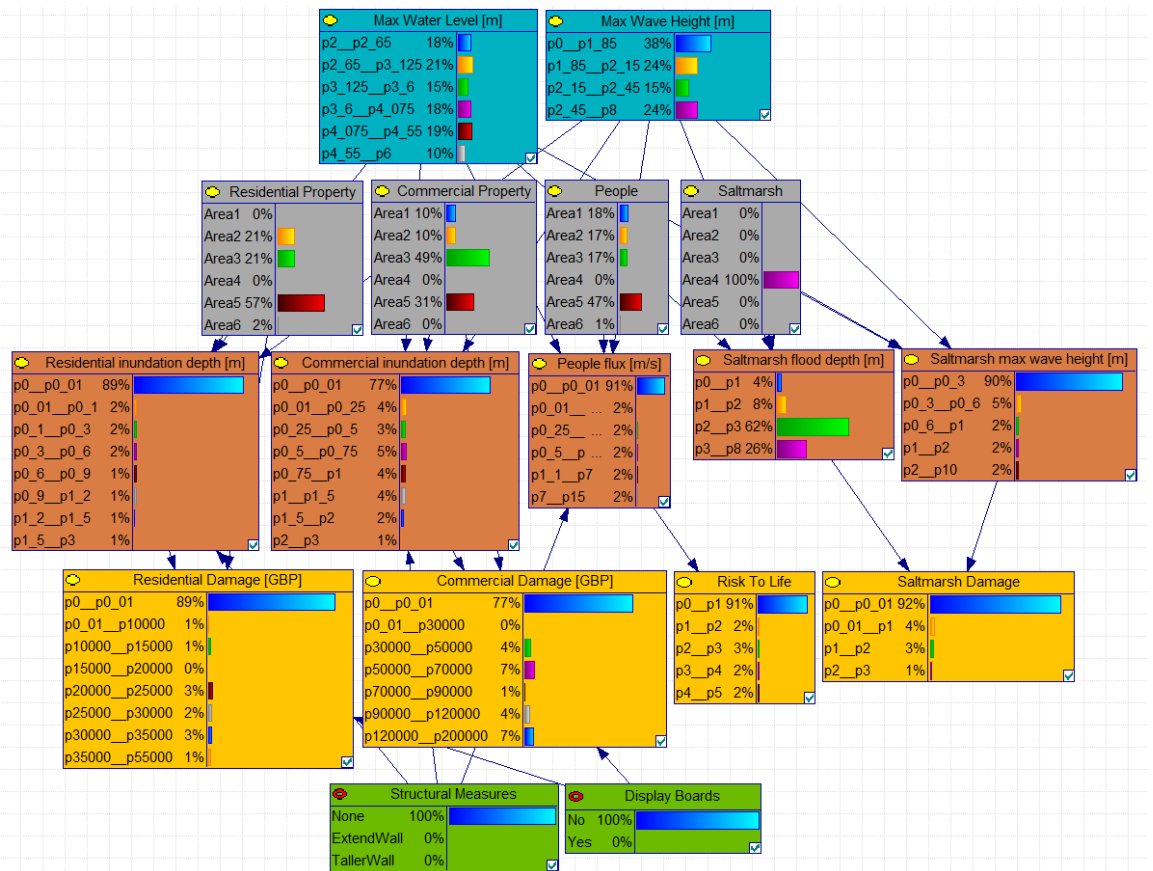 Max Water Level [m]
p2__p2_65 18%
p2_65__p3_125 21%
p3_125__p3_6 15%
p3_6__p4_075 18%
p4_075__p4_55 19%
p4_55__p6 10%
Max Wave Height [m]
p0__p1_85 38%
p1_85__p2_15 24%
p2_15__p2_45 15%
p2_45__p8 24%
Residential Property
Area1 0%
Area2 21%
Area3 21%
Area4 0%
Area5 57%
Area6 2%
Commercial Property
Area1 10%
Area2 10%
Area3 49%
Area4 0%
Area5 31%
Area6 0%
People
Area1 18%
Area2 17%
Area3 17%
Area4 0%
Area5 47%
Area6 1%
Saltmarsh
Area1 0%
Area2 0%
Area3 0%
Area4 100%
Area5 0%
Area6 0%
Residential inundation depth [m]
p0__p0_01 89%
p0_01__p0_1 2%
p0_1__p0_3 2%
p0_3__p0_6 2%
p0_6__p0_9 1%
p0_9__p1_2 1%
p1_2__p1_5 1%
p1_5__p3 1%
Commercial inundation depth [m]
p0__p0_01 77%
p0_01__p0_25 4%
p0_25__p0_5 3%
p0_5__p0_75 5%
p0_75__p1 4%
p1__p1_5 4%
p1_5__p2 2%
p2__p3 1%
People flux [m/s]
p0__p0_01 91%
p0_01__ ... 2%
p0_25__ ... 2%
p0_5__p ... 2%
p1_1__p7 2%
p7__p15 2%
Saltmarsh flood depth [m]
p0__p1 4%
p1__p2 8%
p2__p3 62%
p3__p8 26%
Saltmarsh max wave height [m]
p0__p0_3 90%
p0_3__p0_6 5%
p0_6__p1 2%
p1__p2 2%
p2__p10 2%
Residential Damage [GBP]
p0__p0_01 89%
p0_01__p10000 1%
p10000__p15000 1%
p15000__p20000 0%
p20000__p25000 3%
p25000__p30000 2%
p30000__p35000 3%
p35000__p55000 1%
Commercial Damage [GBP]
p0__p0_01 77%
p0_01__p30000 0%
p30000__p50000 4%
p50000__p70000 7%
p70000__p90000 1%
p90000__p120000 4%
p120000__p200000 7%
Risk To Life
p0__p1 91%
p1__p2 2%
p2__p3 3%
p3__p4 2%
p4__p5 2%
Saltmarsh Damage
p0__p0_01 92%
p0_01__p1 4%
p1__p2 3%
p2__p3 1%
Structural Measures
None 100%
ExtendWall 0%
TallerWall 0%
Display Boards
No 100%
Yes 0%